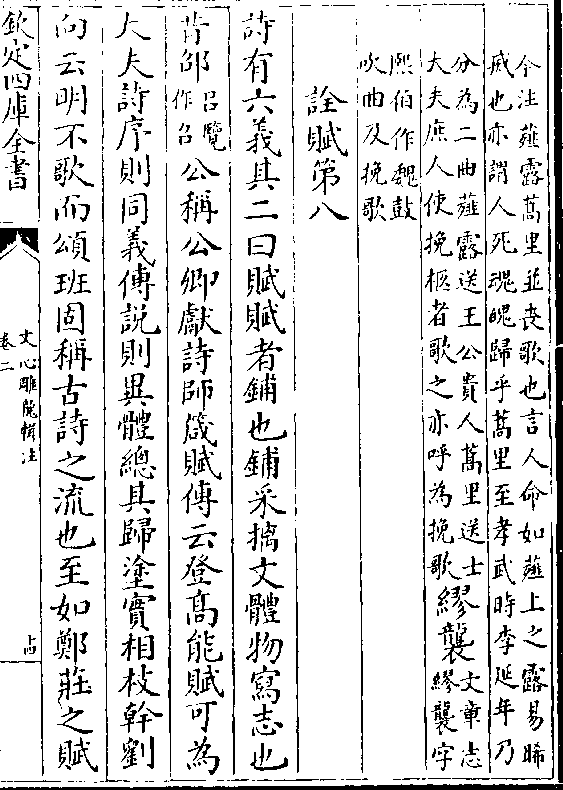 今注薤露蒿里並喪歌也言人命如薤上之露易晞
滅也亦謂人死魂魄歸乎蒿里至孝武時李延年乃
分為二曲薤露送王公貴人蒿里送士
大夫庶人使挽柩者歌之亦呼為挽歌
繆襲
文章志
繆襲字
熙伯作魏鼓
吹曲及挽歌
詮賦第八
詩有六義其二曰賦賦者鋪也鋪采摛文體物寫志也
昔邵
呂覽
作召
公稱公卿獻詩師箴賦傳云登高能賦可為
大夫詩序則同義傳說則異體總其歸塗實相枝幹劉
向云明不歌而頌班固稱古詩之流也至如鄭莊之賦
欽定四庫全書
文心雕龍輯注
卷二